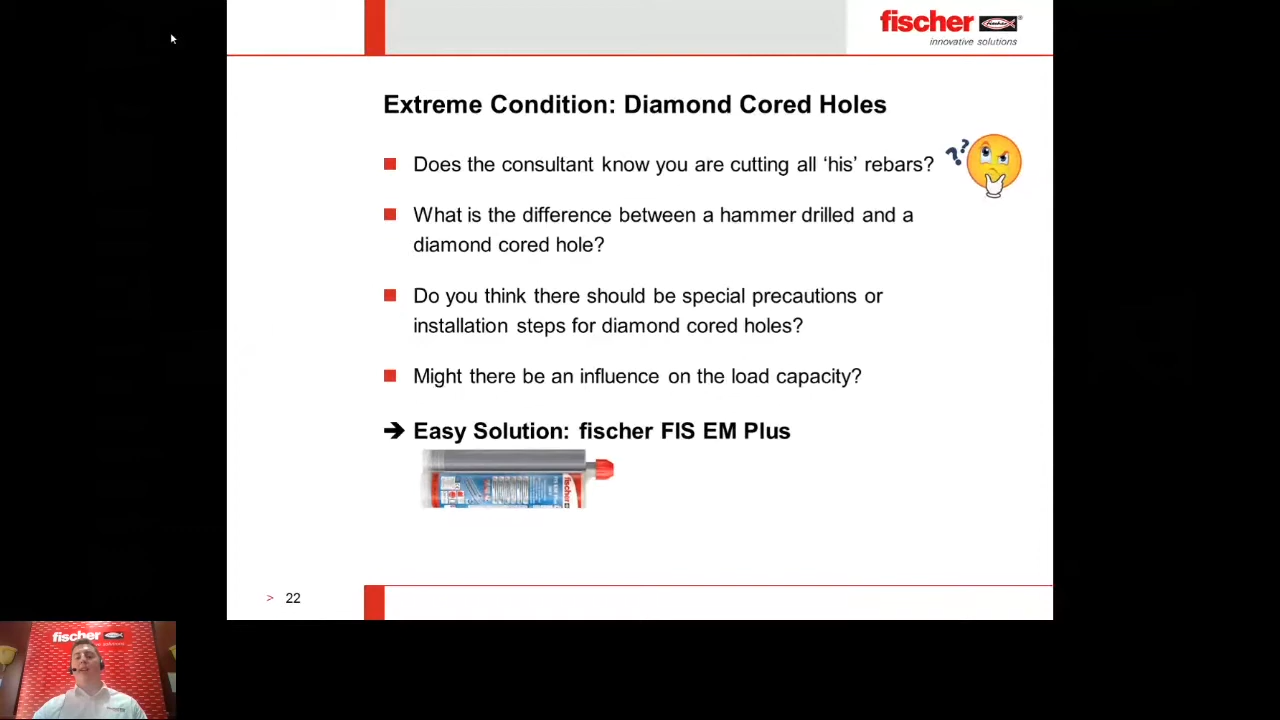 fischer
innovative solutions
Extreme Condition: Diamond Cored Holes
Does the consultant know you are cutting all ‘his’ rebars?
??
What is the difference between a hammer drilled and a
diamond cored hole?
Do you think there should be special precautions or
installation steps for diamond cored holes?
Might there be an influence on the load capacity?
➔ Easy Solution: fischer FIS EM Plus
fischer
> 22
fischer
solutions